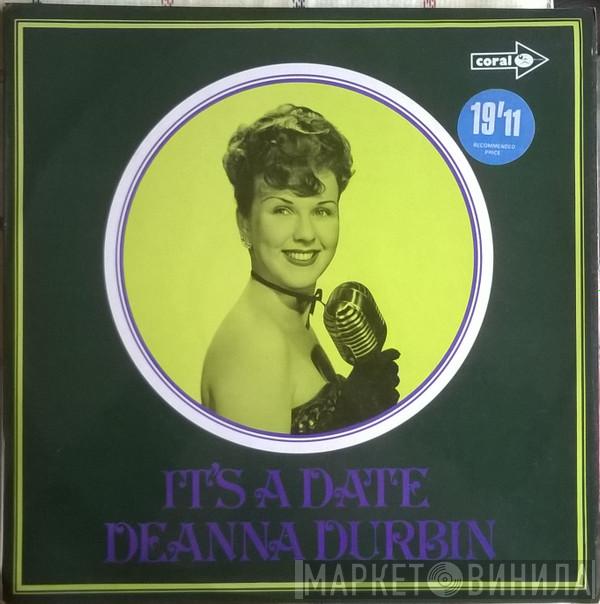 coral
19'11
RECOMMENDED
PRICE
IT'S A DATE
DEANNA DURBIN
МАРКЕТ ВИНИЛА